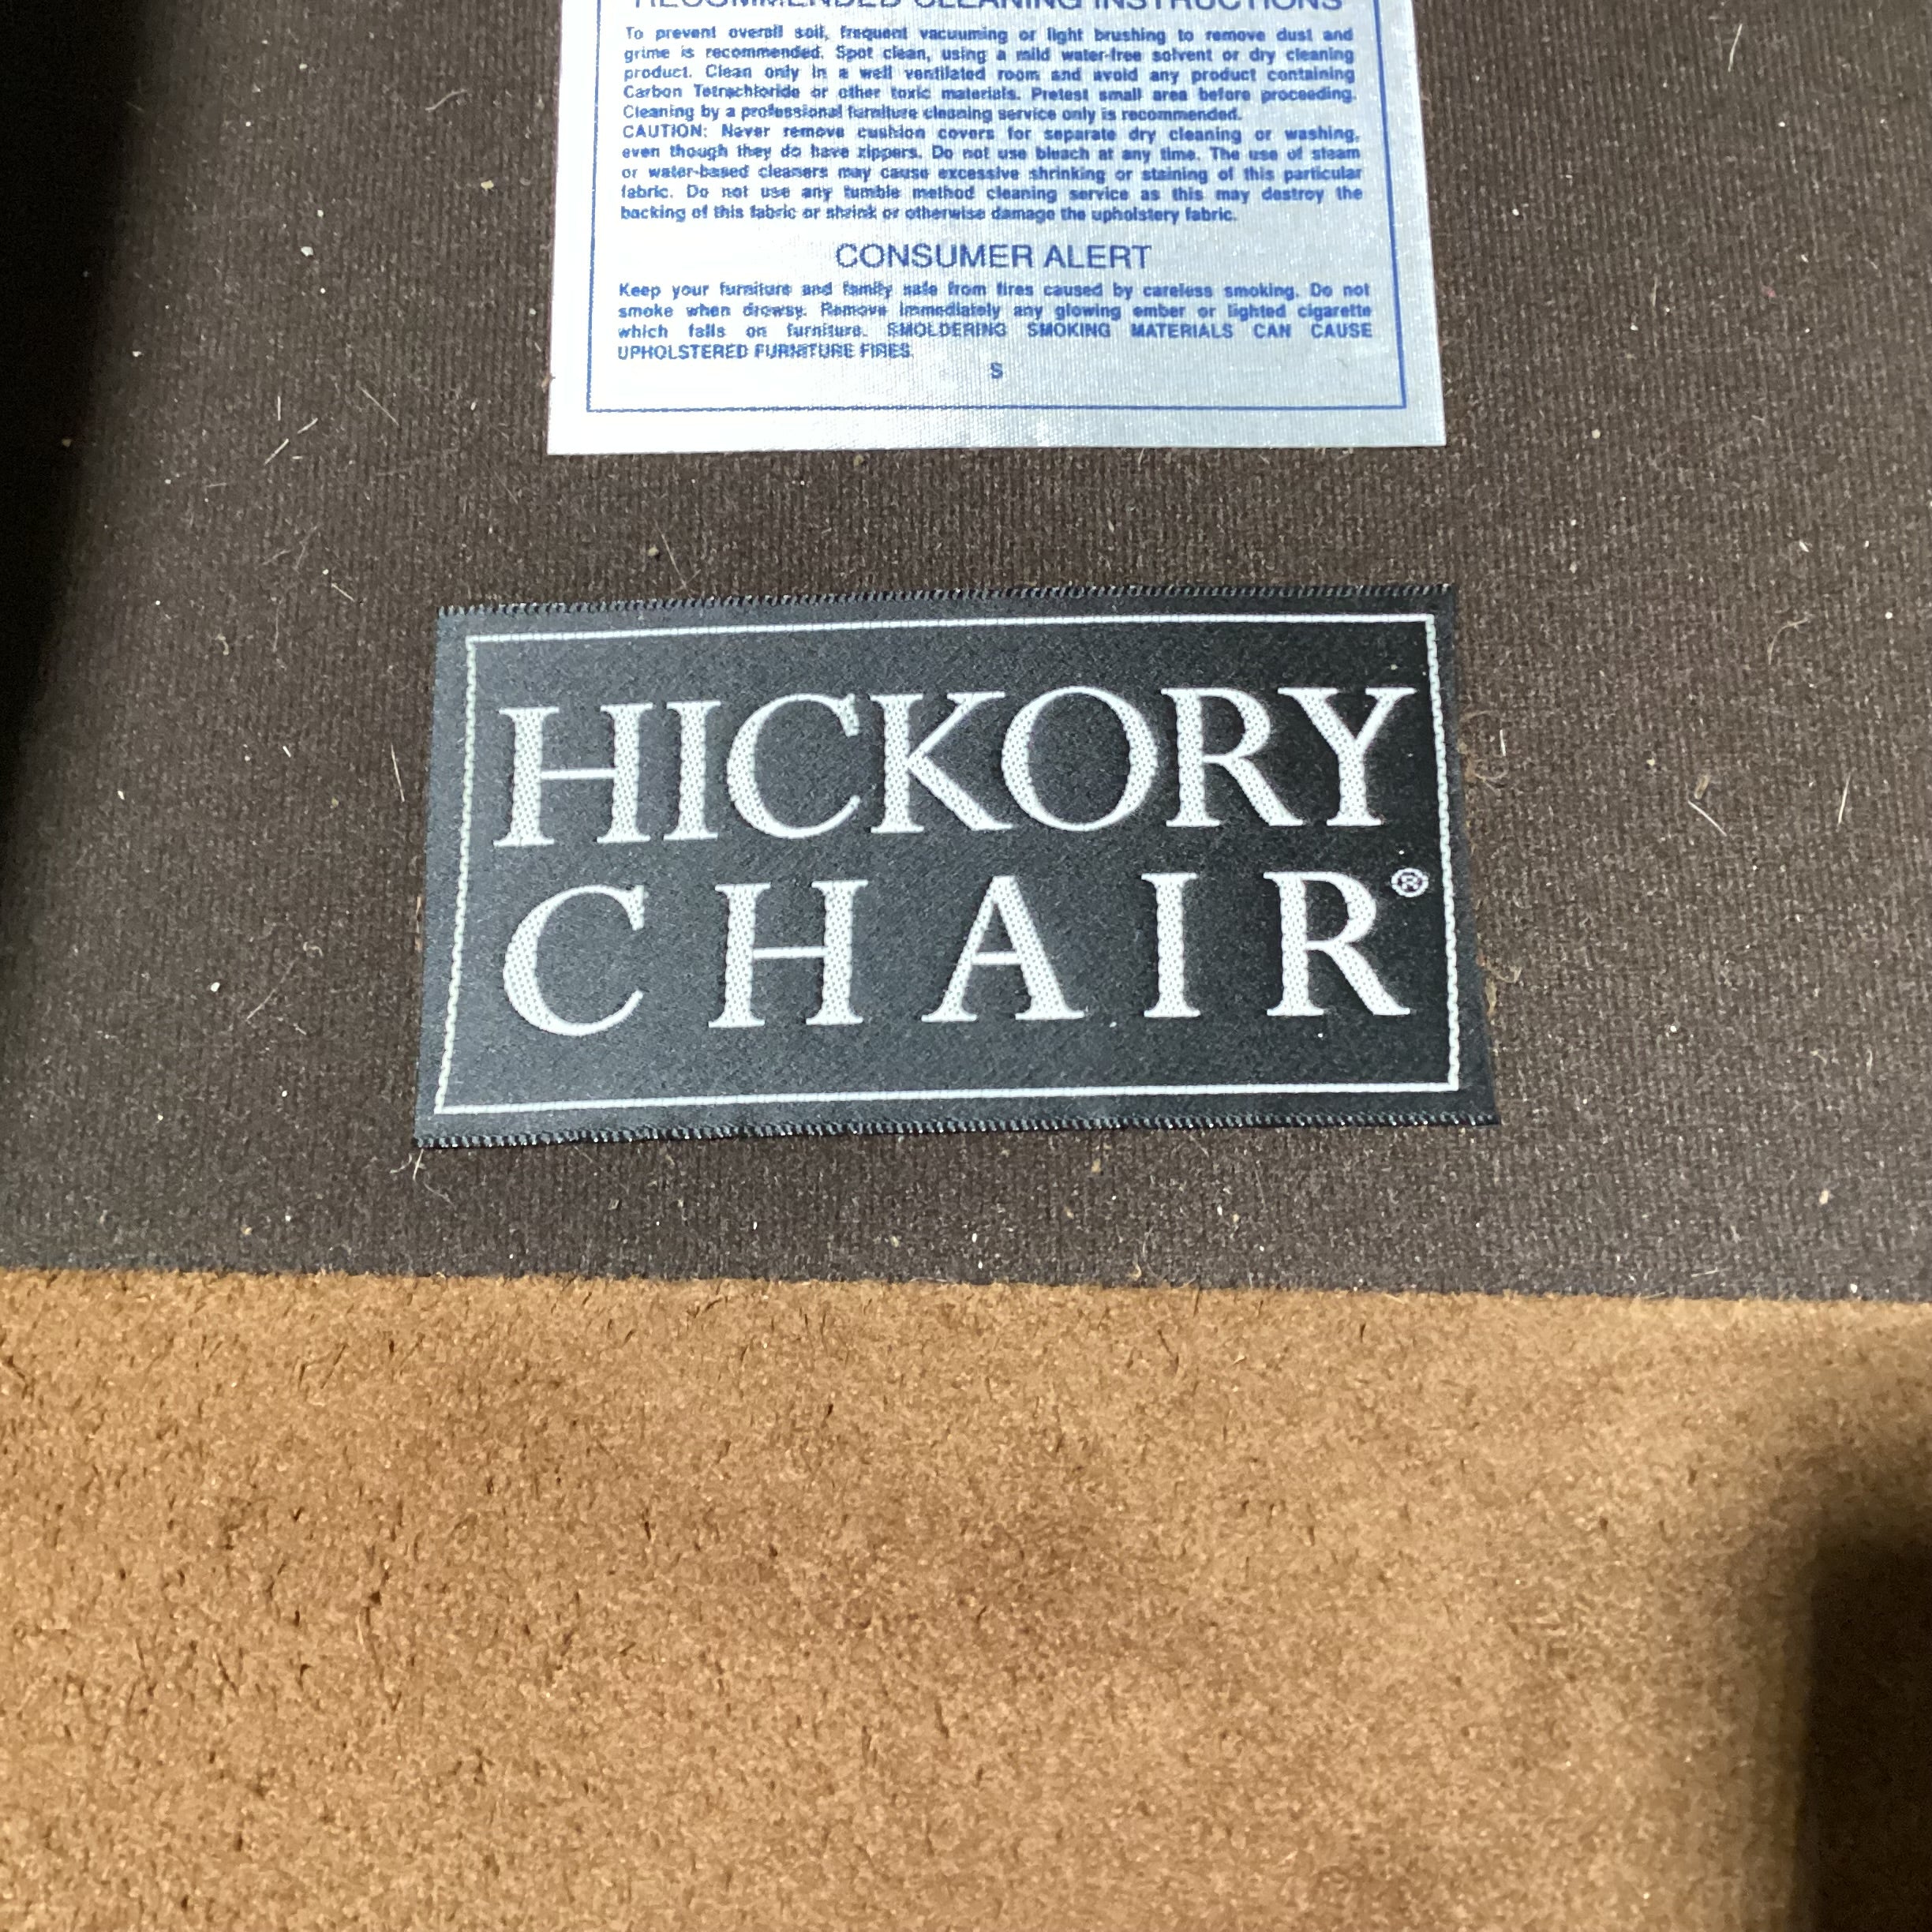 RECOMMENDED CLEANING INSTRUCTIONS
To prevent overall soil, frequent vacuuming or light brushing to remove dust and
grime is recommended. Spot clean, using a mild water-free solvent or dry cleaning
product. Clean only in a well ventilated room and avoid any product containing
Carbon Tetrachloride or other toxic materials. Pretest small area before proceeding.
Cleaning by a professional furniture cleaning service only is recommended.
CAUTION: Never remove cushion covers for separate dry cleaning or washing,
even though they do have zippers. Do not use bleach at any time. The use of steam
or water-based cleaners may cause excessive shrinking or staining of this particular
fabric. Do not use any tumble method cleaning service as this may destroy the
backing of this fabric or shrink or otherwise damage the upholstery fabric.
CONSUMER ALERT
Keep your furniture and family safe from fires caused by careless smoking. Do not
smoke when drowsy. Remove immediately any glowing ember or lighted cigarette
which falls on furniture. SMOLDERING SMOKING MATERIALS CAN CAUSE
UPHOLSTERED FURNITURE FIRES.
S
HICKORY
CHAIR®